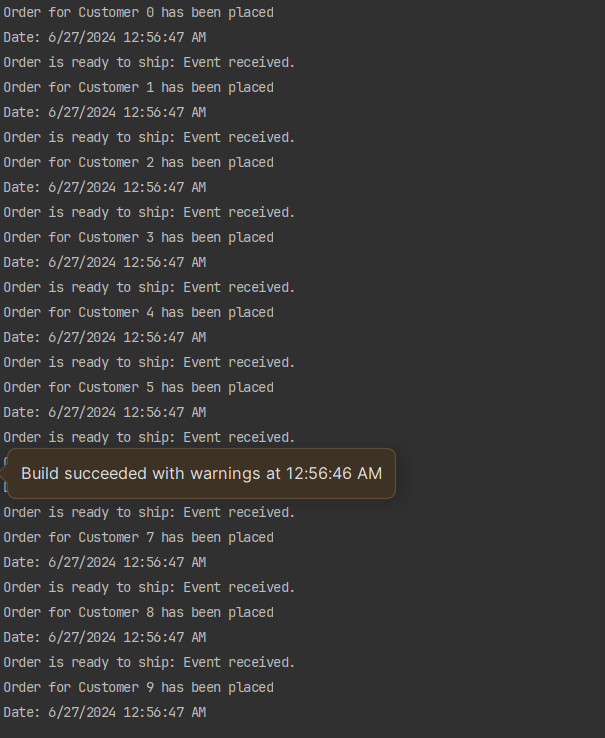 Order for Customer 0 has been placed
Date: 6/27/2024 12:56:47 AM
Order is ready to ship: Event received.
Order for Customer 1 has been placed
Date: 6/27/2024 12:56:47 AM
Order is ready to ship: Event received.
Order for Customer 2 has been placed
Date: 6/27/2024 12:56:47 AM
Order is ready to ship: Event received.
Order for Customer 3 has been placed
Date: 6/27/2024 12:56:47 AM
Order is ready to ship: Event received.
Order for Customer 4 has been placed
Date: 6/27/2024 12:56:47 AM
Order is ready to ship: Event received.
Order for Customer 5 has been placed
Date: 6/27/2024 12:56:47 AM
Order is ready to ship: Event received.
Build succeeded with warnings at 12:56:46 AM
Order is ready to ship: Event received.
Order for Customer 7 has been placed
Date: 6/27/2024 12:56:47 AM
Order is ready to ship: Event received.
Order for Customer 8 has been placed
Date: 6/27/2024 12:56:47 AM
Order is ready to ship: Event received.
Order for Customer 9 has been placed
Date: 6/27/2024 12:56:47 AM